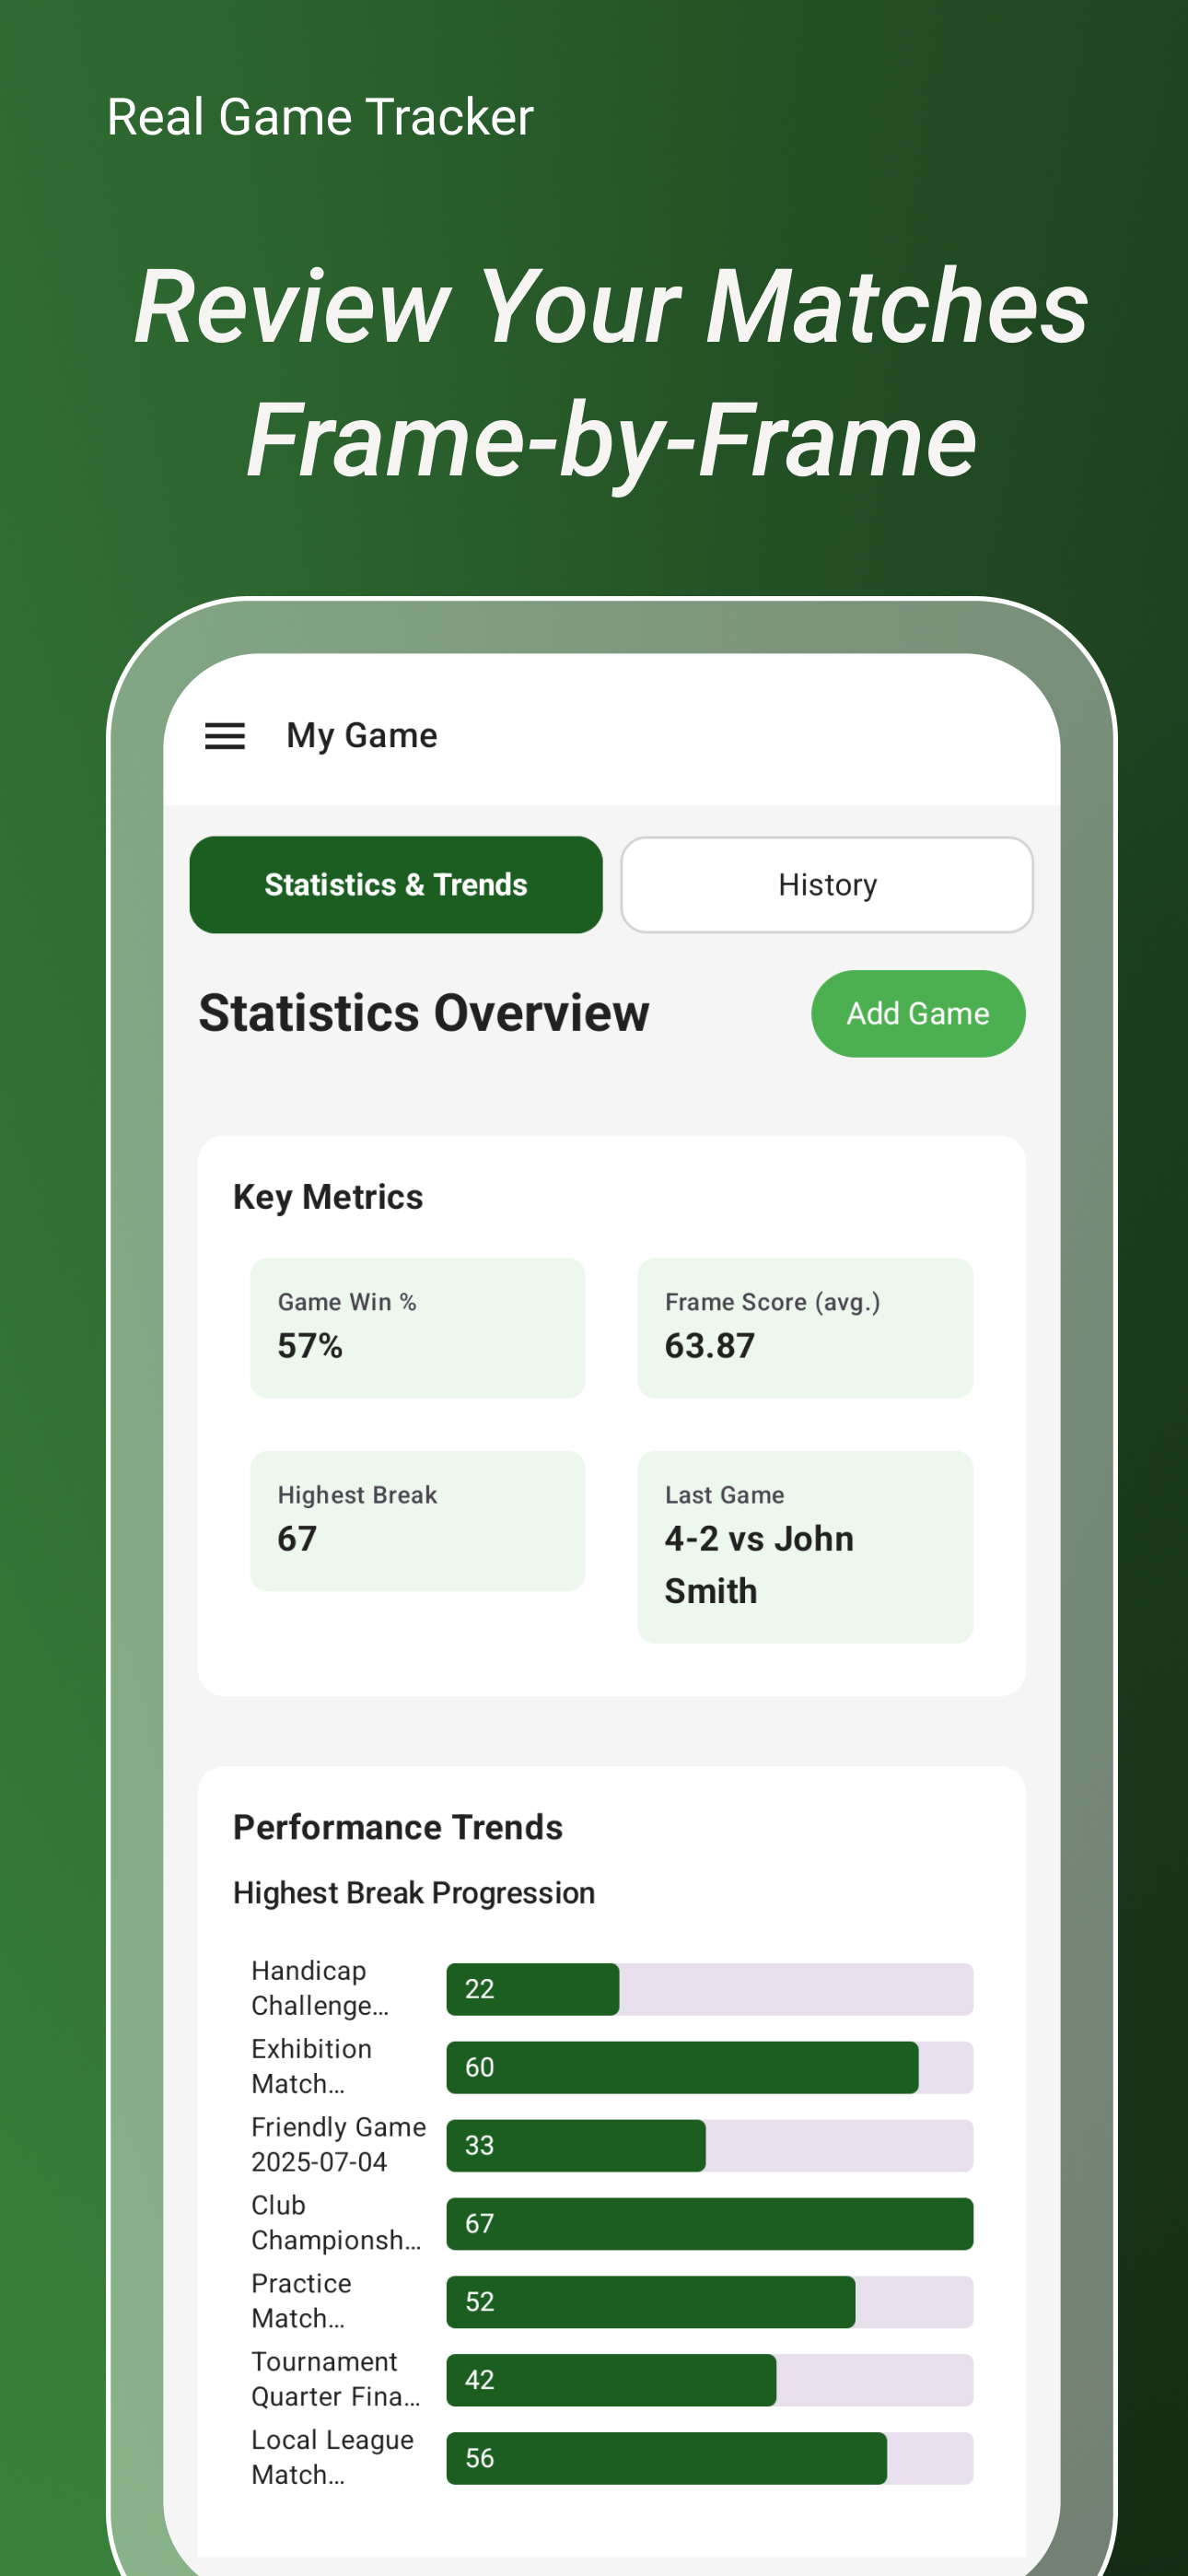 Real Game Tracker
Review Your Matches
Frame-by-Frame
My Game
Statistics & Trends
History
Statistics Overview
Add Game
Key Metrics
Game Win %
57%
Frame Score (avg.)
63.87
Highest Break
67
Last Game
4-2 vs John
Smith
Performance Trends
Highest Break Progression
Handicap
Challenge...
22
Exhibition
Match...
60
Friendly Game
2025-07-04
33
Club
Championsh...
67
Practice
Match...
52
Tournament
Quarter Fina...
42
Local League
Match...
56